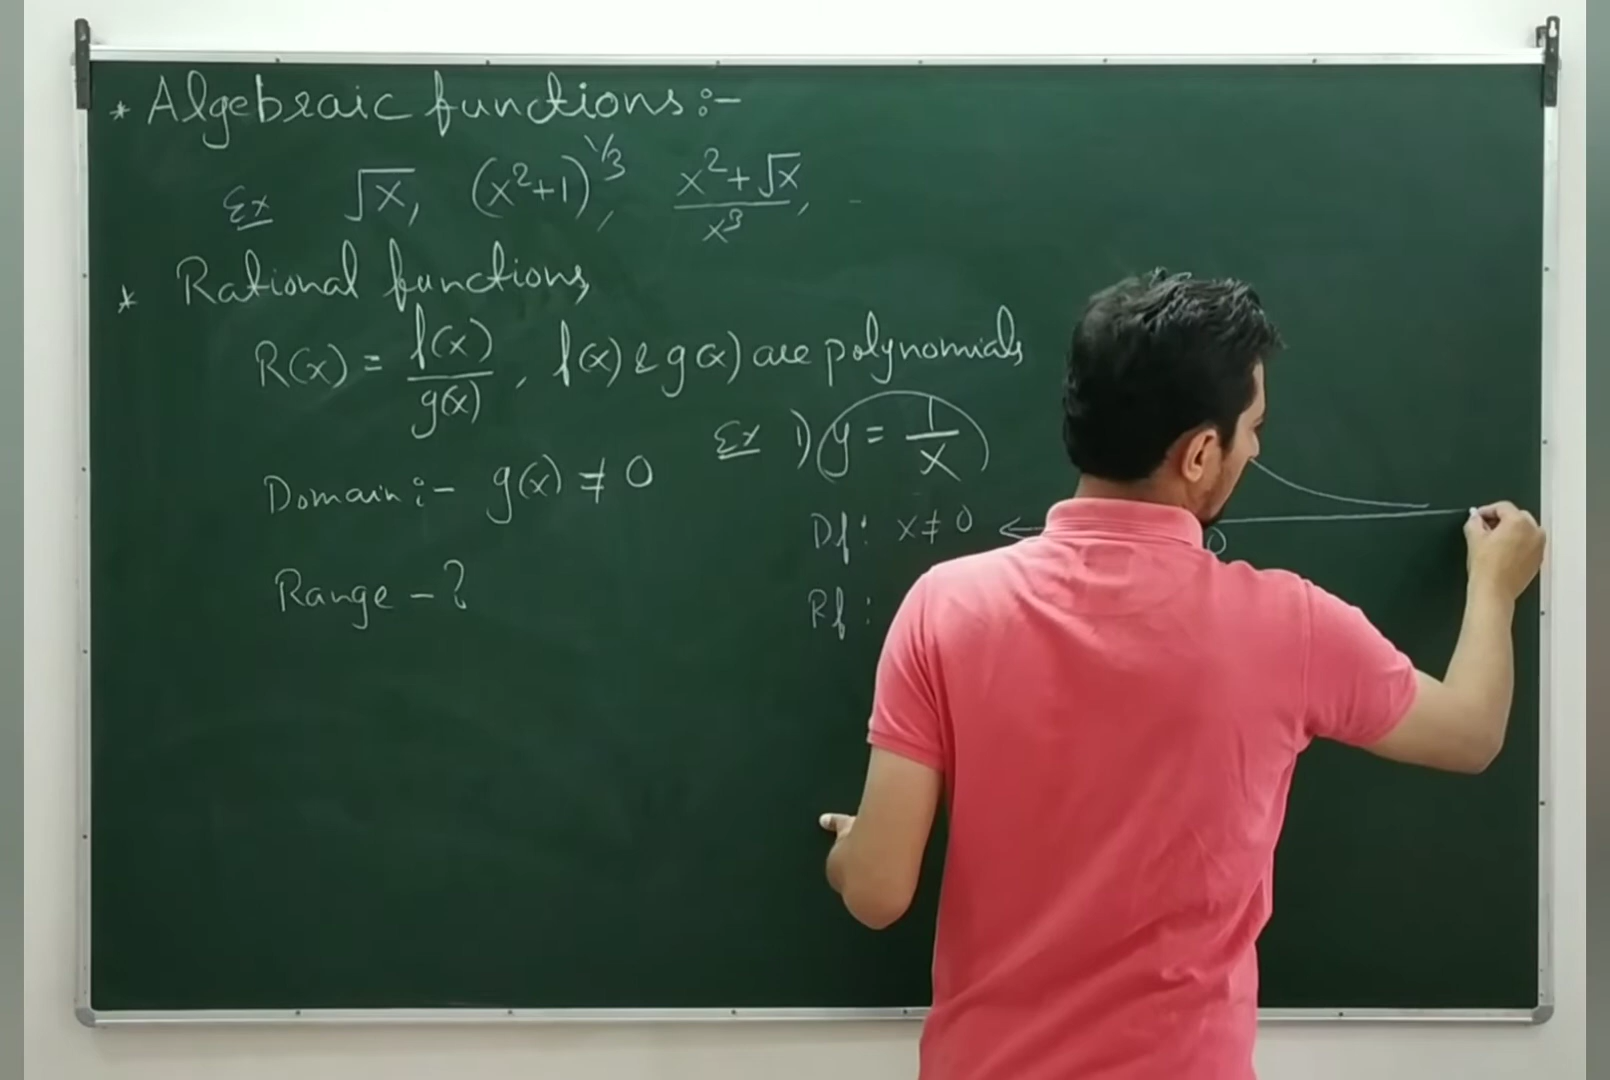 * Algebraic functions :-
Ex √x, (x²+1)^1/3, (x²+√x)/x³, -
* Rational functions
R(x) = f(x)/g(x), f(x) & g(x) are polynomials
Ex 1) y = 1/x
Domain :- g(x) ≠ 0
Df : x ≠ 0
0
Range - ?
Rf :